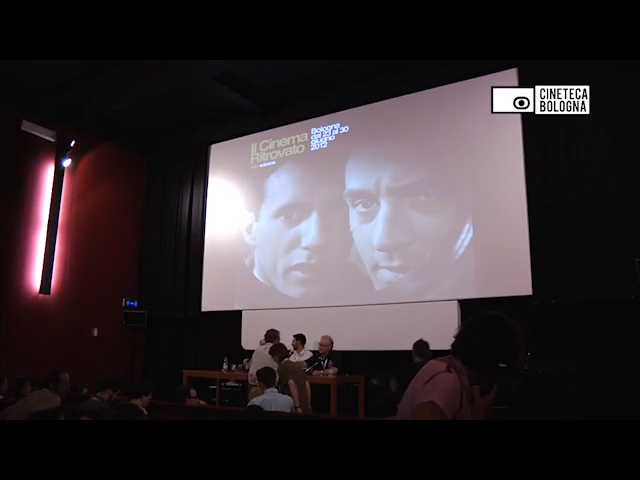 CINETECA
BOLOGNA
Il Cinema
Ritrovato
Bologna
dal 23 al 30
giugno
2012